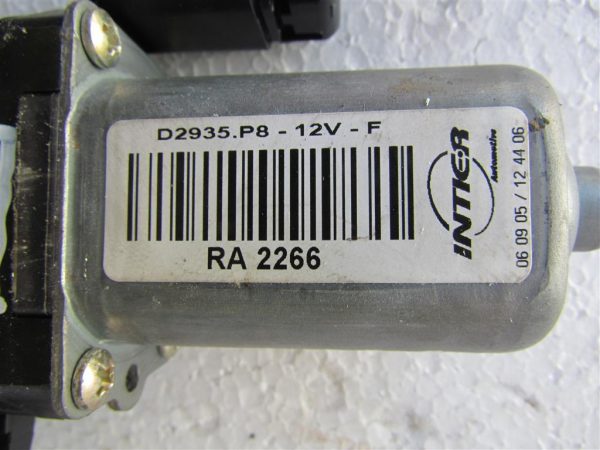 D2935.P8 - 12V - F
RA 2266
INTIER
Automotive
06 09 05 / 12 44 06